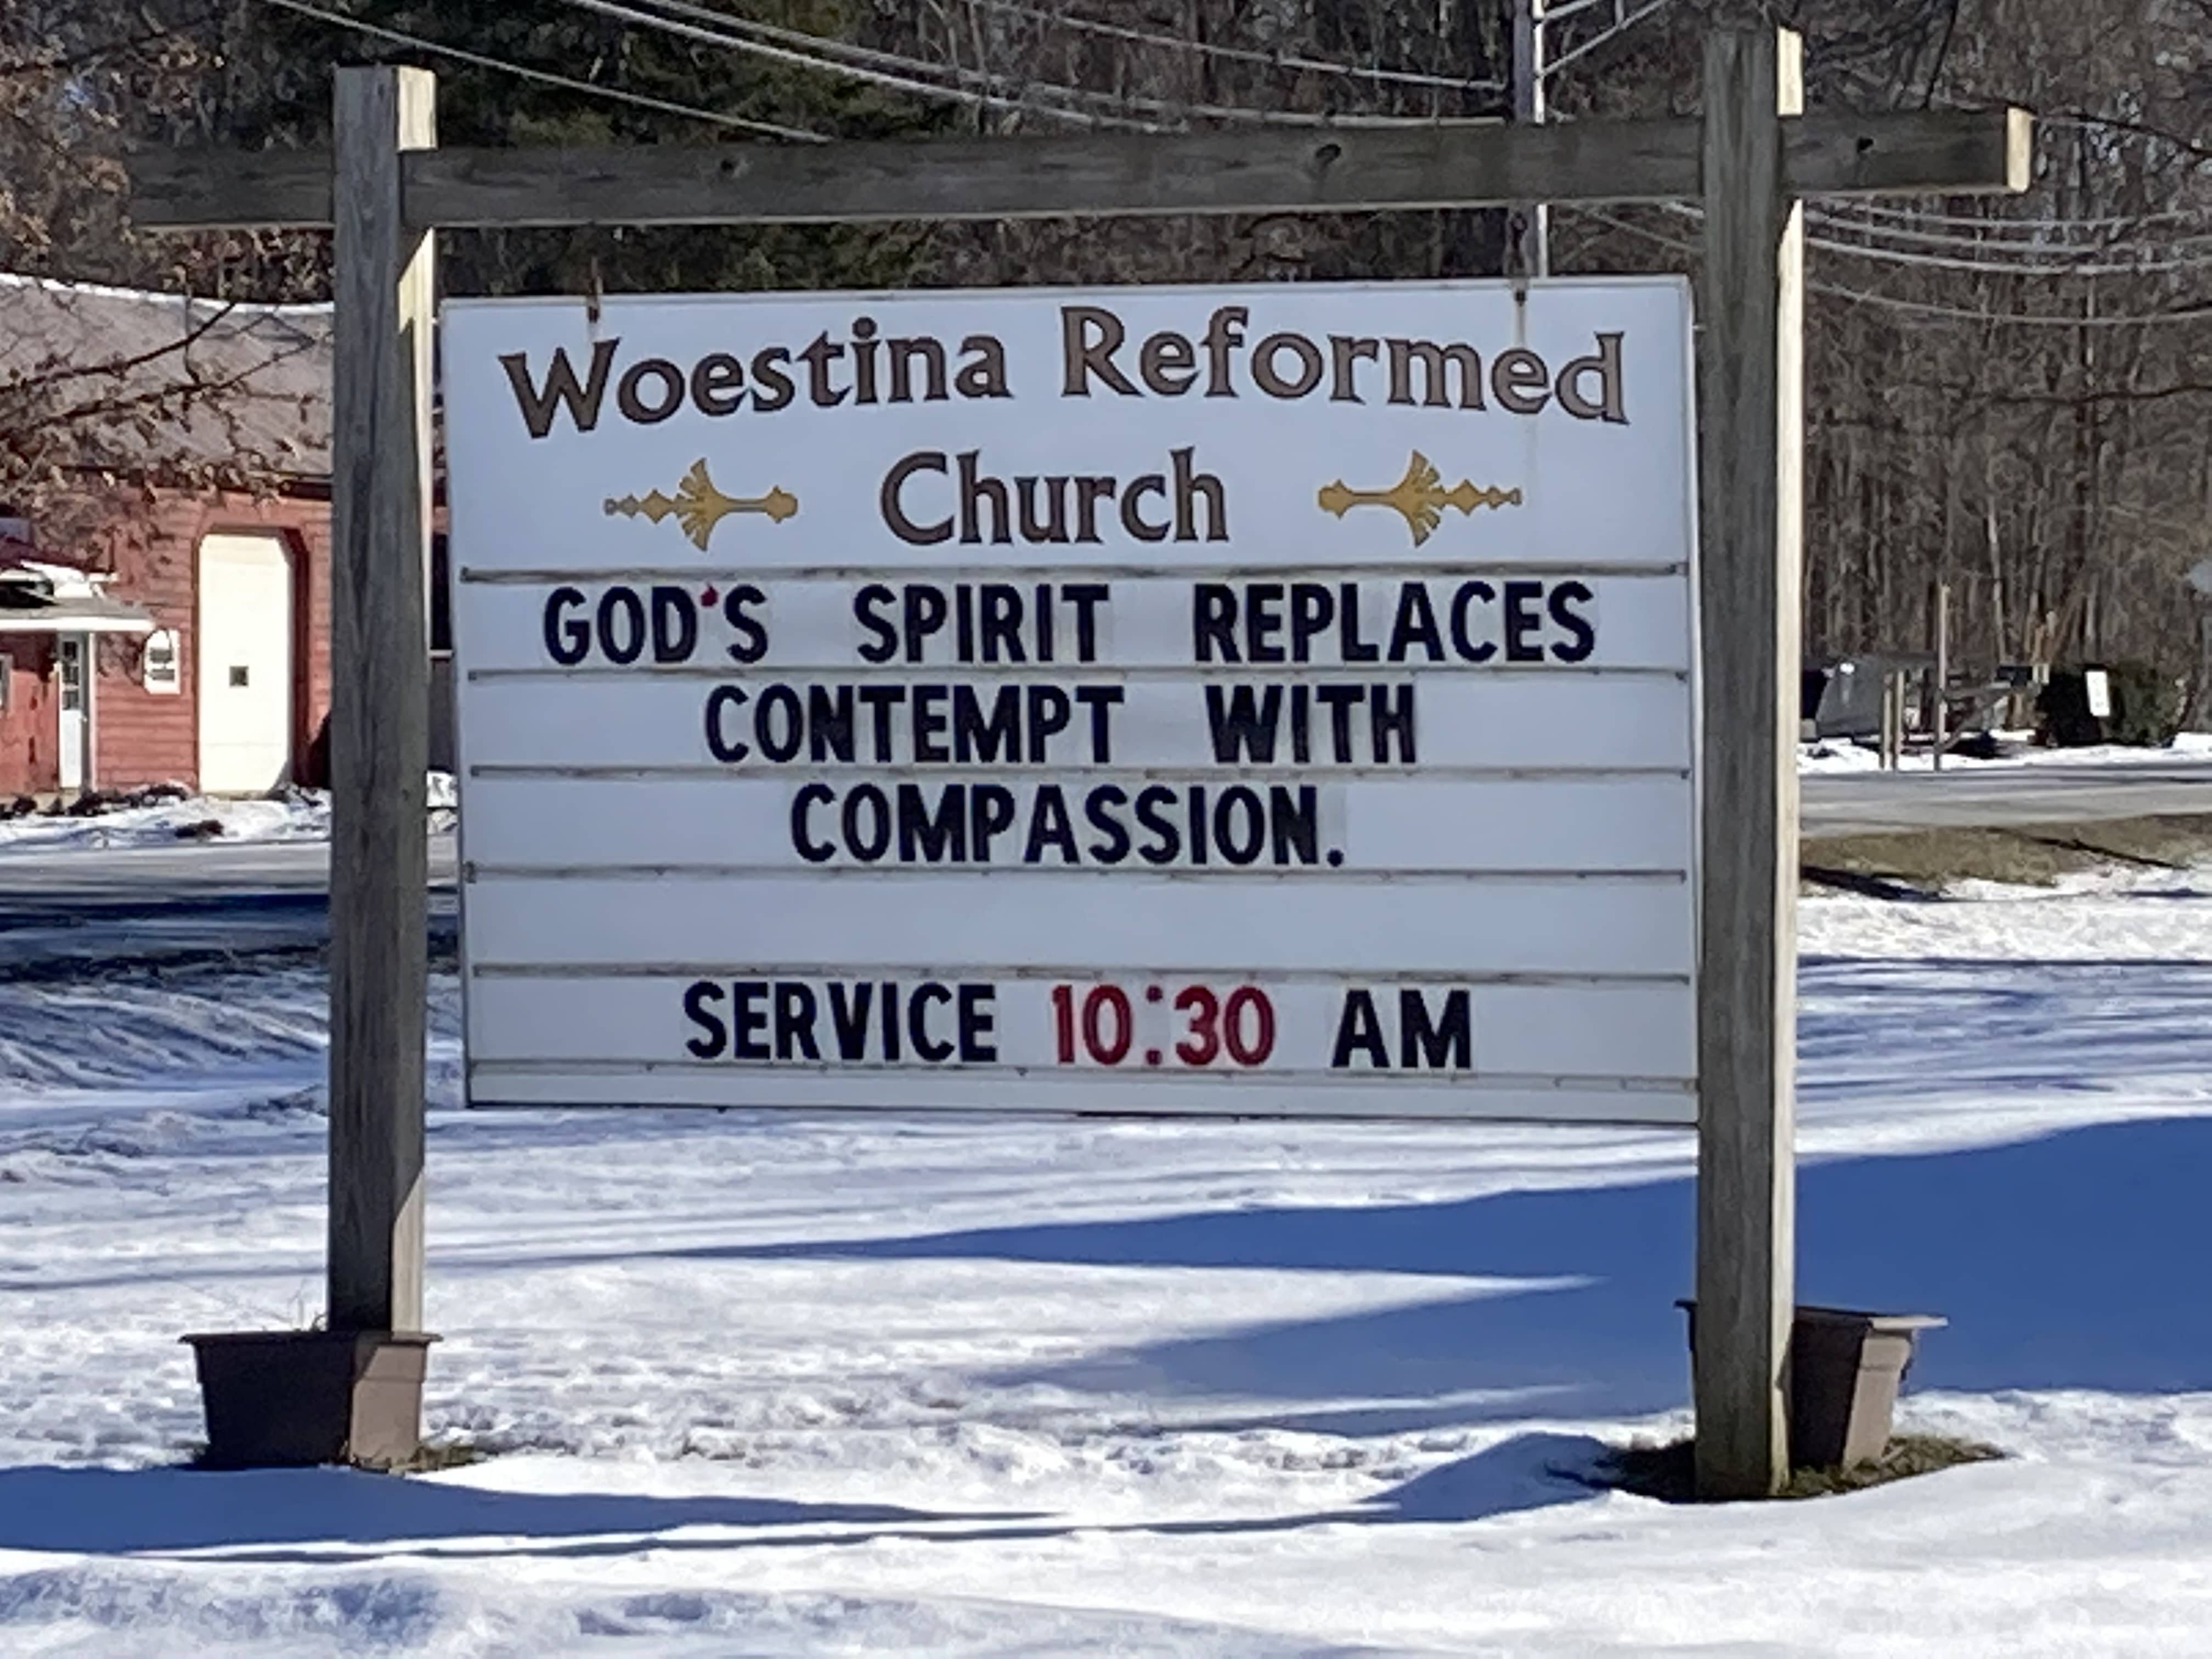 Woestina Reformed
Church
GOD'S SPIRIT REPLACES
CONTEMPT WITH
COMPASSION.
SERVICE 10:30 AM